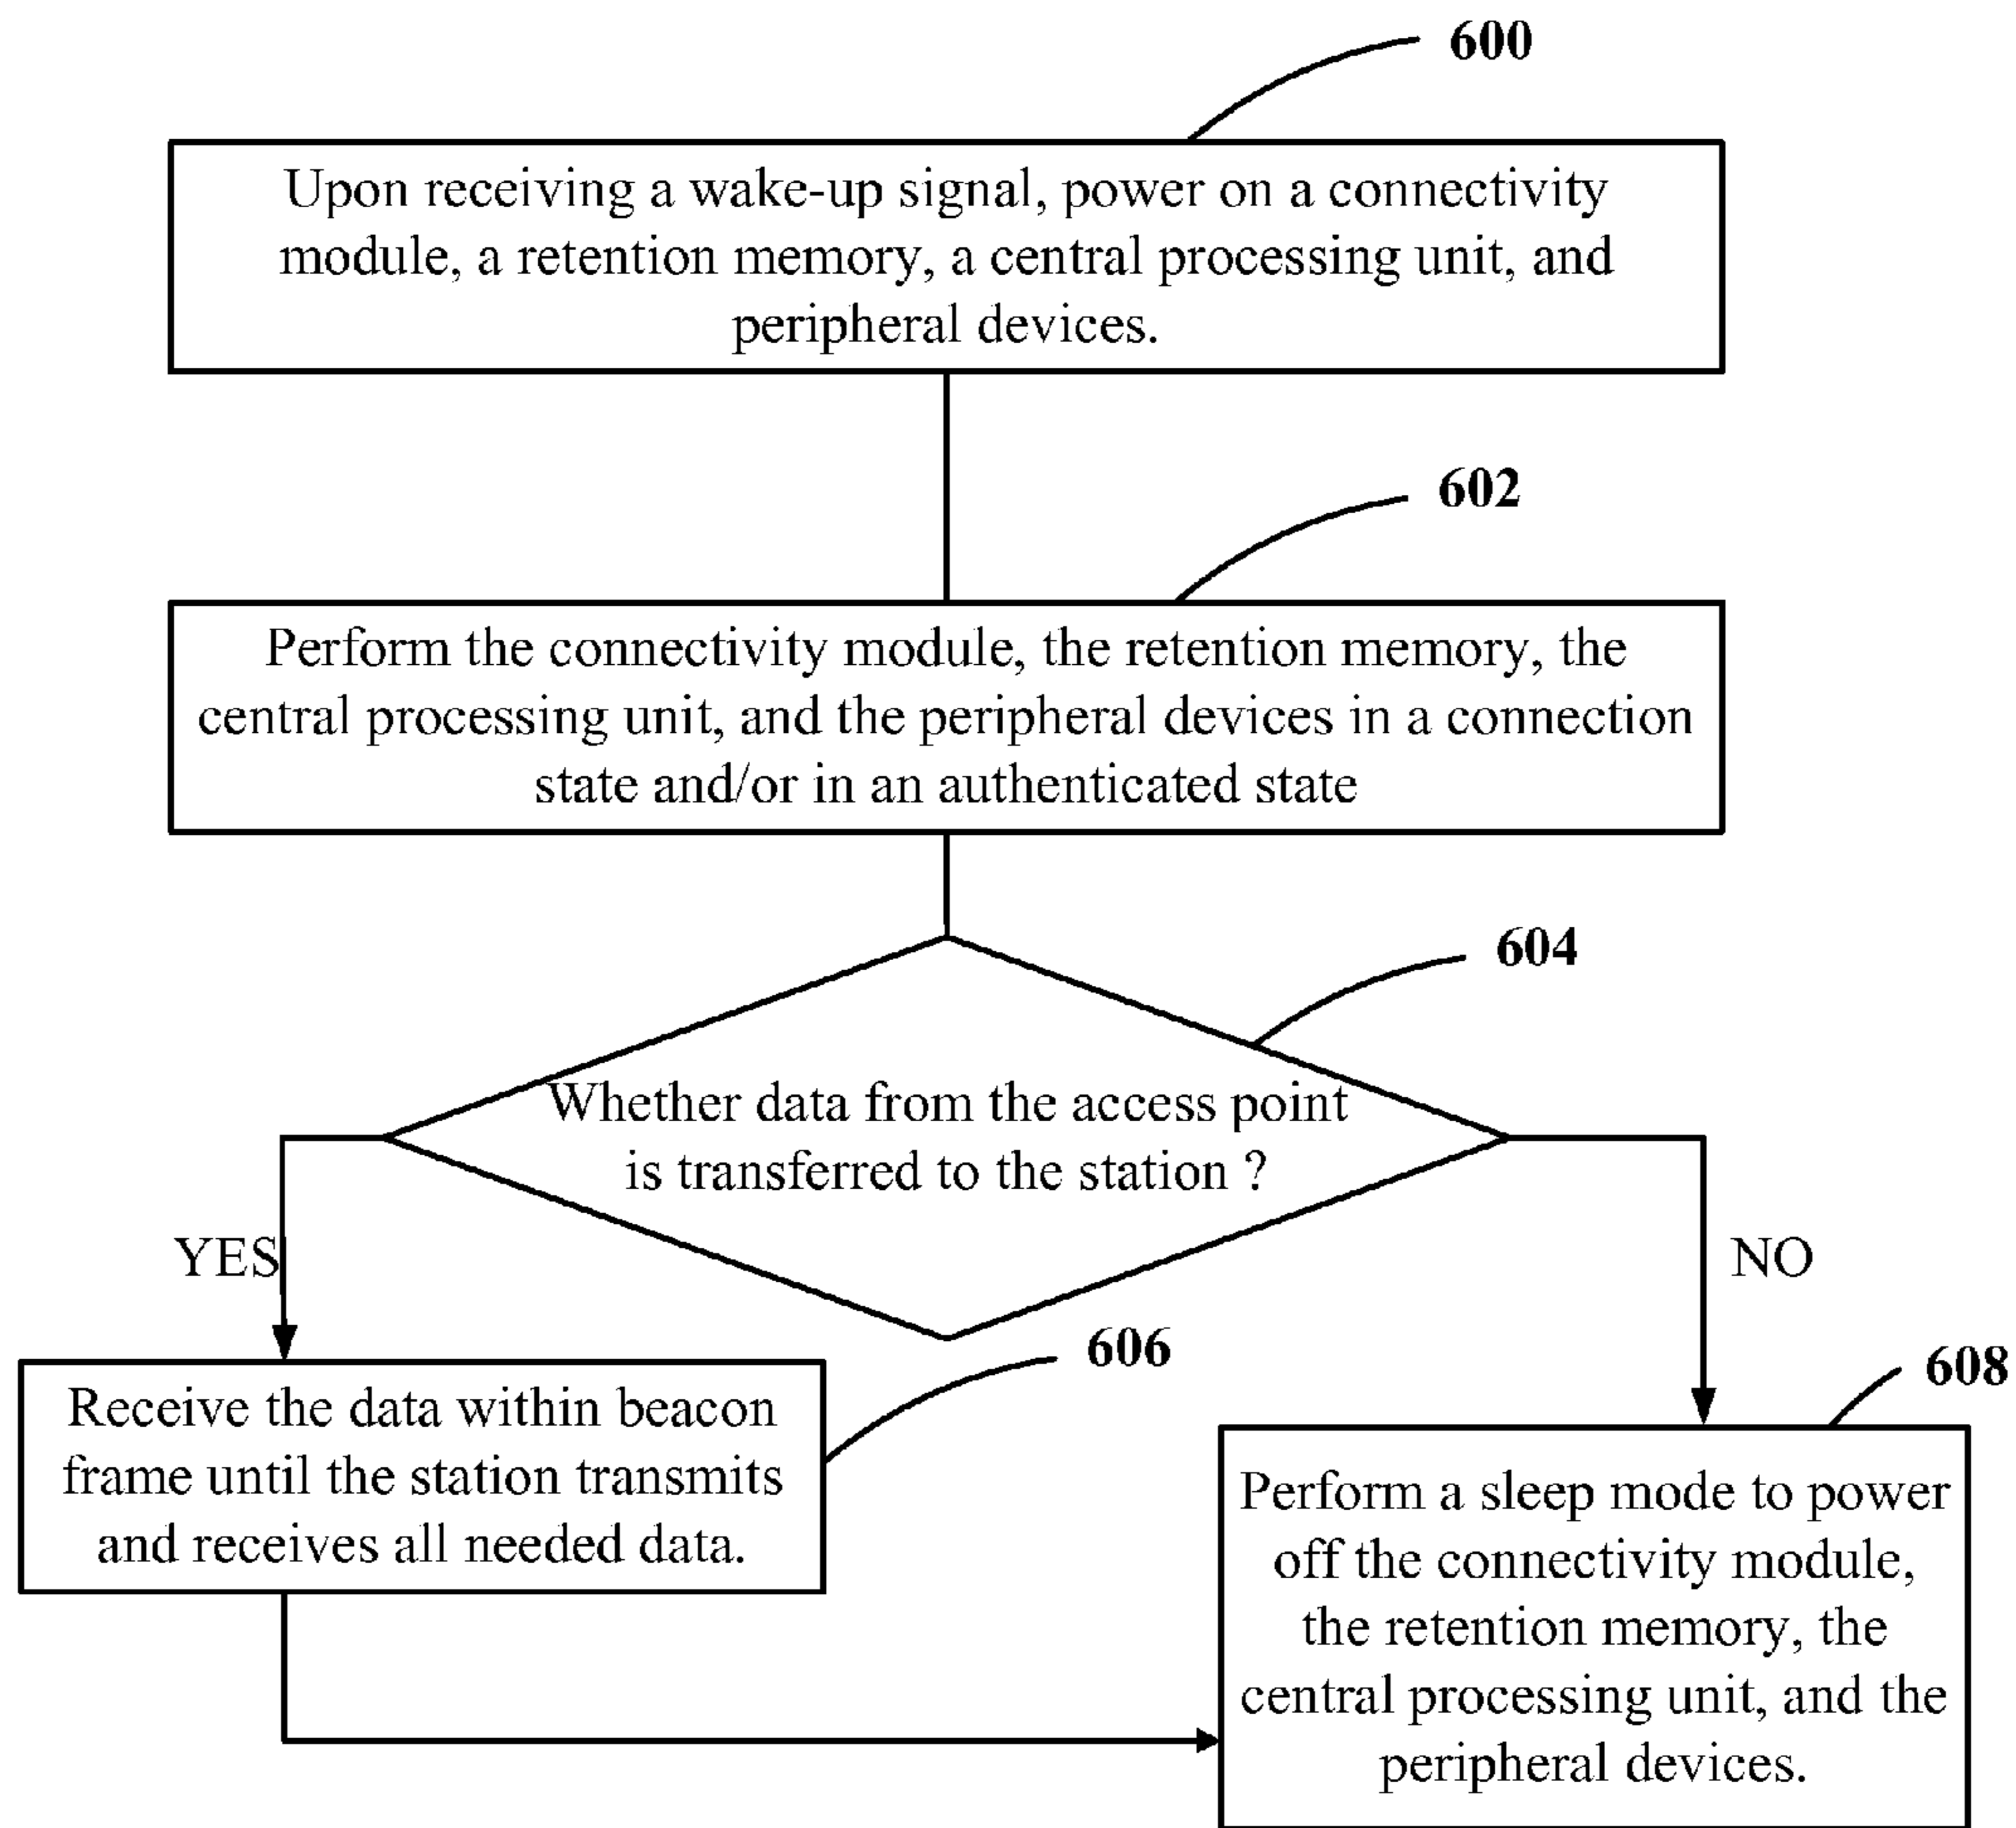 600
Upon receiving a wake-up signal, power on a connectivity
module, a retention memory, a central processing unit, and
peripheral devices.
602
Perform the connectivity module, the retention memory, the
central processing unit, and the peripheral devices in a connection
state and/or in an authenticated state
604
Whether data from the access point
is transferred to the station ?
YES
NO
606
Receive the data within beacon
frame until the station transmits
and receives all needed data.
608
Perform a sleep mode to power
off the connectivity module,
the retention memory, the
central processing unit, and the
peripheral devices.